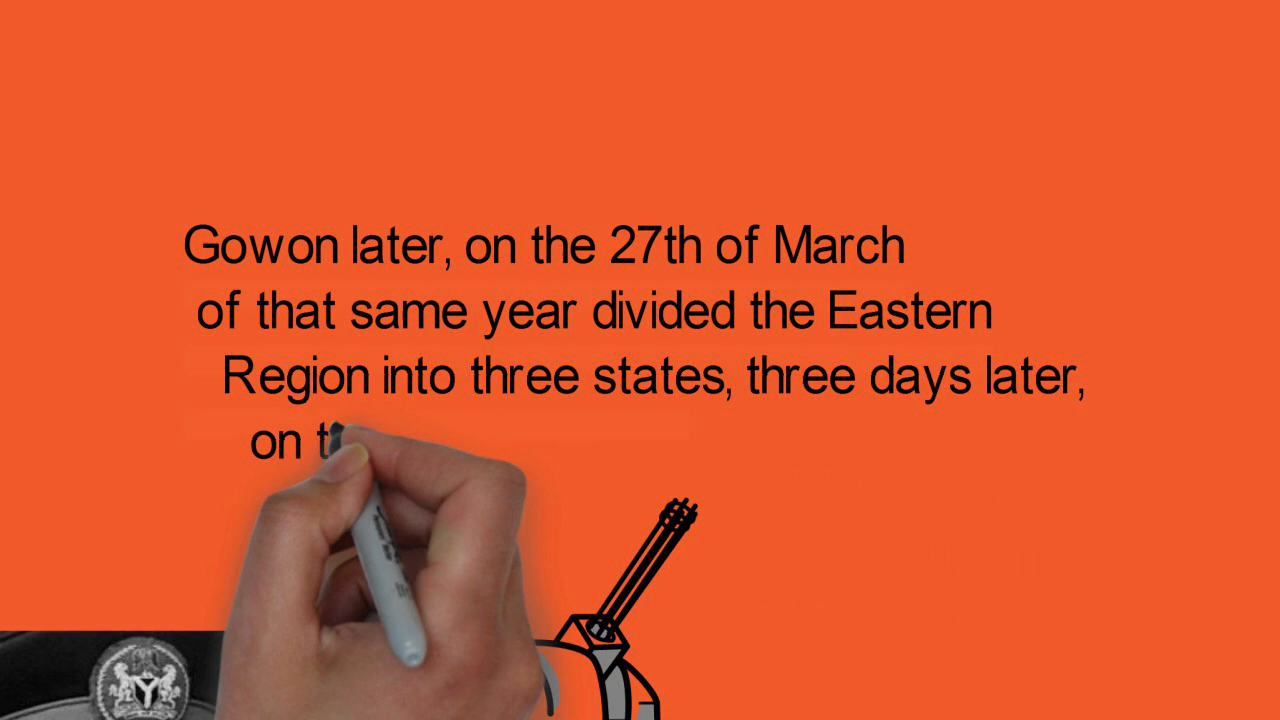 Gowon later, on the 27th of March
of that same year divided the Eastern
Region into three states, three days later,
on